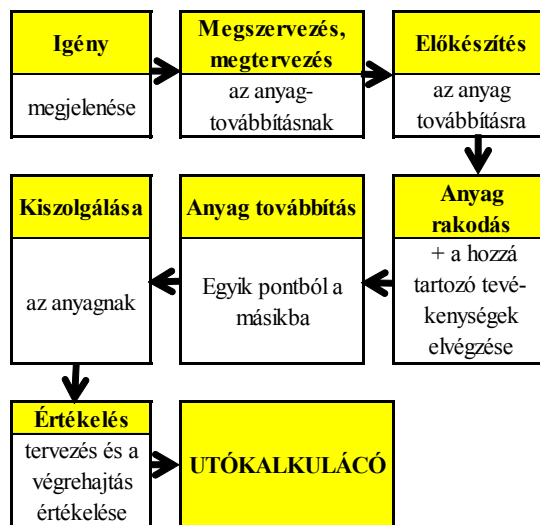 Igény
megjelenése
Megszervezés,
megtervezés
az anyag-
továbbításnak
Előkészítés
az anyag
továbbításra
Anyag
rakodás
+ a hozzá
tartozó tevé-
kenységek
elvégzése
Anyag továbbítás
Egyik pontból a
másikba
Kiszolgálása
az anyagnak
Értékelés
tervezés és a
végrehajtás
értékelése
UTÓKALKULÁCÓ